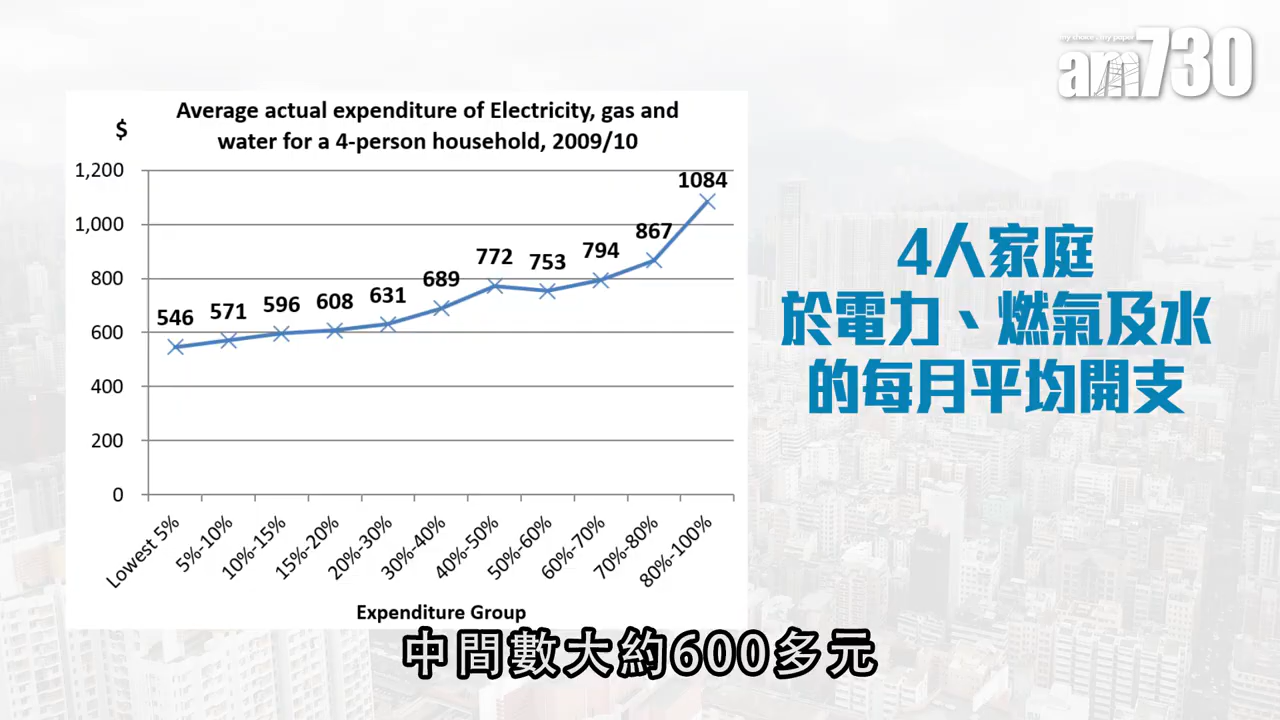 my choice . my paper
am730
Average actual expenditure of Electricity, gas and
water for a 4-person household, 2009/10
$
1,200
1,000
800
600
400
200
0
546
571
596
608
631
689
772
753
794
867
1084
Lowest 5%
5%-10%
10%-15%
15%-20%
20%-30%
30%-40%
40%-50%
50%-60%
60%-70%
70%-80%
80%-100%
Expenditure Group
4人家庭
於電力、燃氣及水
的每月平均開支
中間數大約600多元